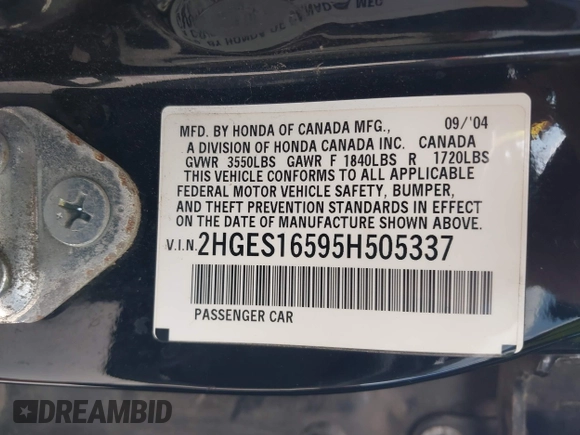 MFD. BY HONDA OF CANADA MFG., 09/'04
A DIVISION OF HONDA CANADA INC. CANADA
GVWR 3550LBS GAWR F 1840LBS R 1720LBS
THIS VEHICLE CONFORMS TO ALL APPLICABLE
FEDERAL MOTOR VEHICLE SAFETY, BUMPER,
AND THEFT PREVENTION STANDARDS IN EFFECT
ON THE DATE OF MANUFACTURE SHOWN ABOVE.
V.I.N. 2HGES16595H505337
PASSENGER CAR
DREAMBID